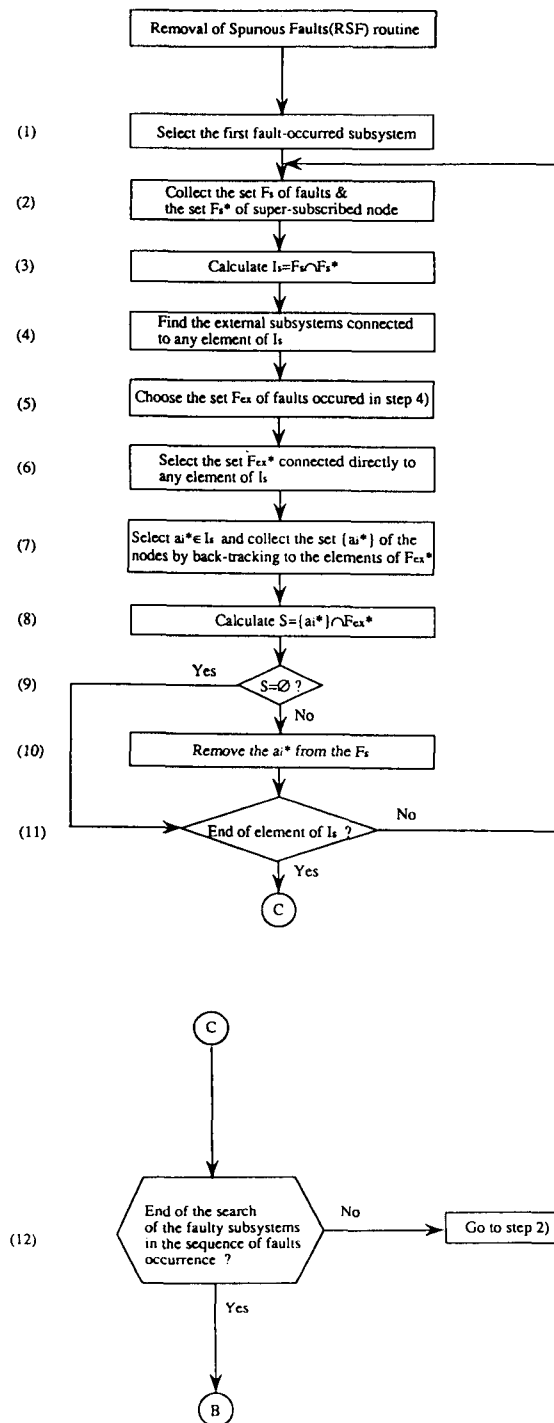 Removal of Spurious Faults(RSF) routine
(1)
Select the first fault-occurred subsystem
(2)
Collect the set Fs of faults &
the set Fs* of super-subscribed node
(3)
Calculate Is=Fs∩Fs*
(4)
Find the external subsystems connected
to any element of Is
(5)
Choose the set Fex of faults occured in step 4)
(6)
Select the set Fex* connected directly to
any element of Is
(7)
Select ai*∈Is and collect the set {ai*} of the
nodes by back-tracking to the elements of Fex*
(8)
Calculate S={ai*}∩Fex*
Yes
(9)
S=∅ ?
No
(10)
Remove the ai* from the Fs
(11)
End of element of Is ?
No
Yes
C
C
(12)
End of the search
of the faulty subsystems
in the sequence of faults
occurrence ?
No
Go to step 2)
Yes
B